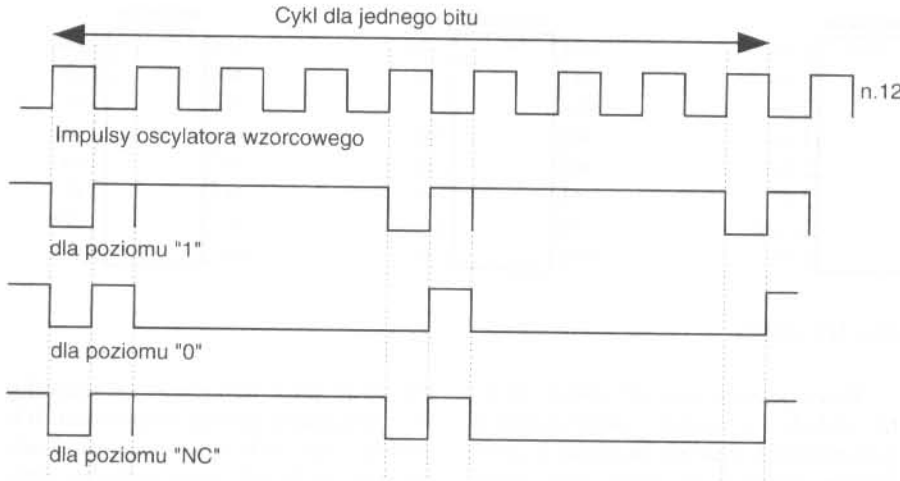 Cykl dla jednego bitu
n.12
Impulsy oscylatora wzorcowego
dla poziomu "1"
dla poziomu "0"
dla poziomu "NC"